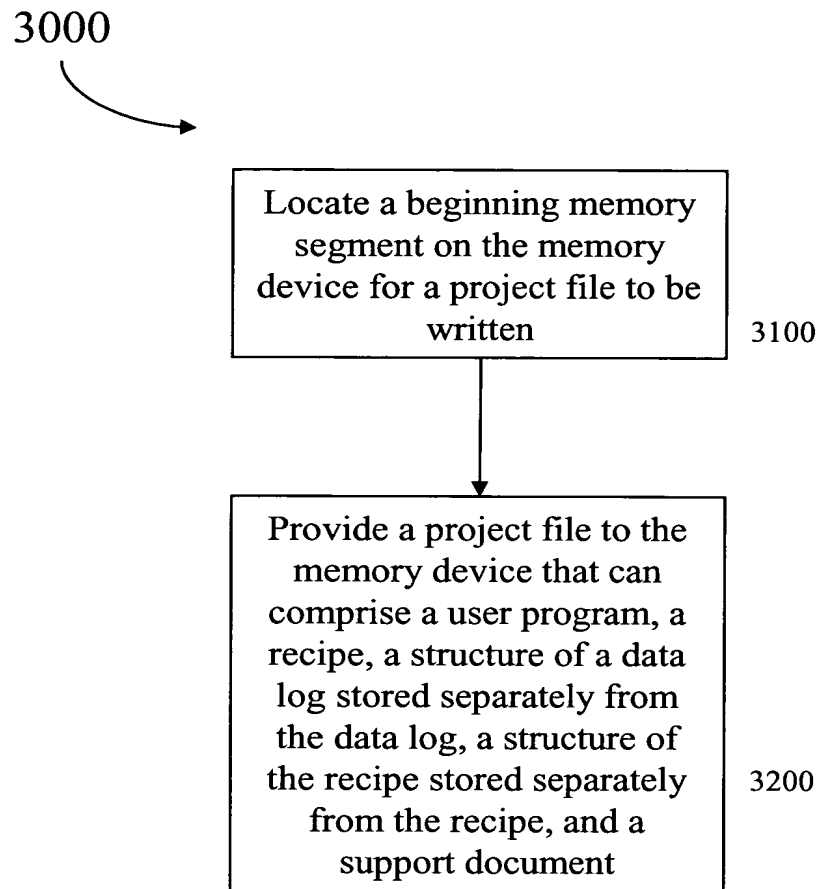 3000
Locate a beginning memory
segment on the memory
device for a project file to be
written
3100
Provide a project file to the
memory device that can
comprise a user program, a
recipe, a structure of a data
log stored separately from
the data log, a structure of
the recipe stored separately
from the recipe, and a
support document
3200